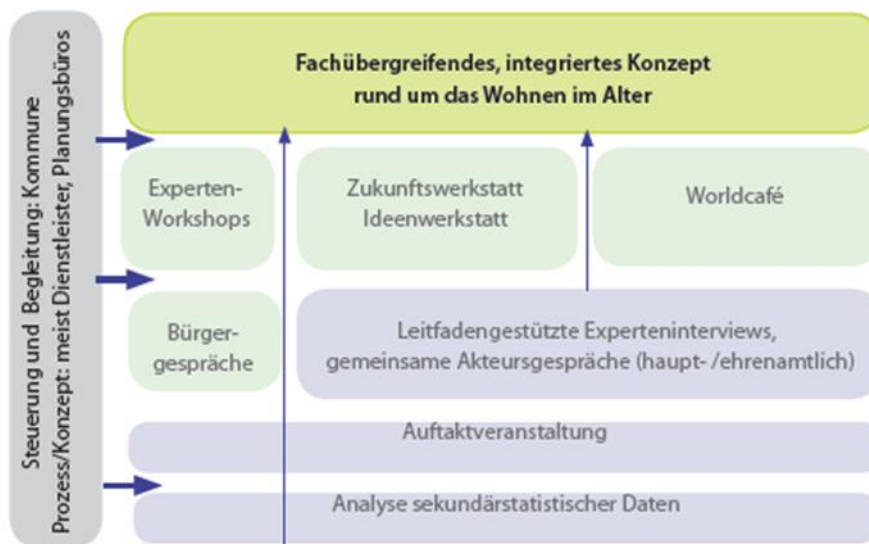 Steuerung und Begleitung: Kommune
Prozess/Konzept: meist Dienstleister, Planungsbüros
Fachübergreifendes, integriertes Konzept
rund um das Wohnen im Alter
Experten-
Workshops
Zukunftswerkstatt
Ideenwerkstatt
Worldcafé
Bürger-
gespräche
Leitfadengestützte Experteninterviews,
gemeinsame Akteursgespräche (haupt- /ehrenamtlich)
Auftaktveranstaltung
Analyse sekundärstatistischer Daten